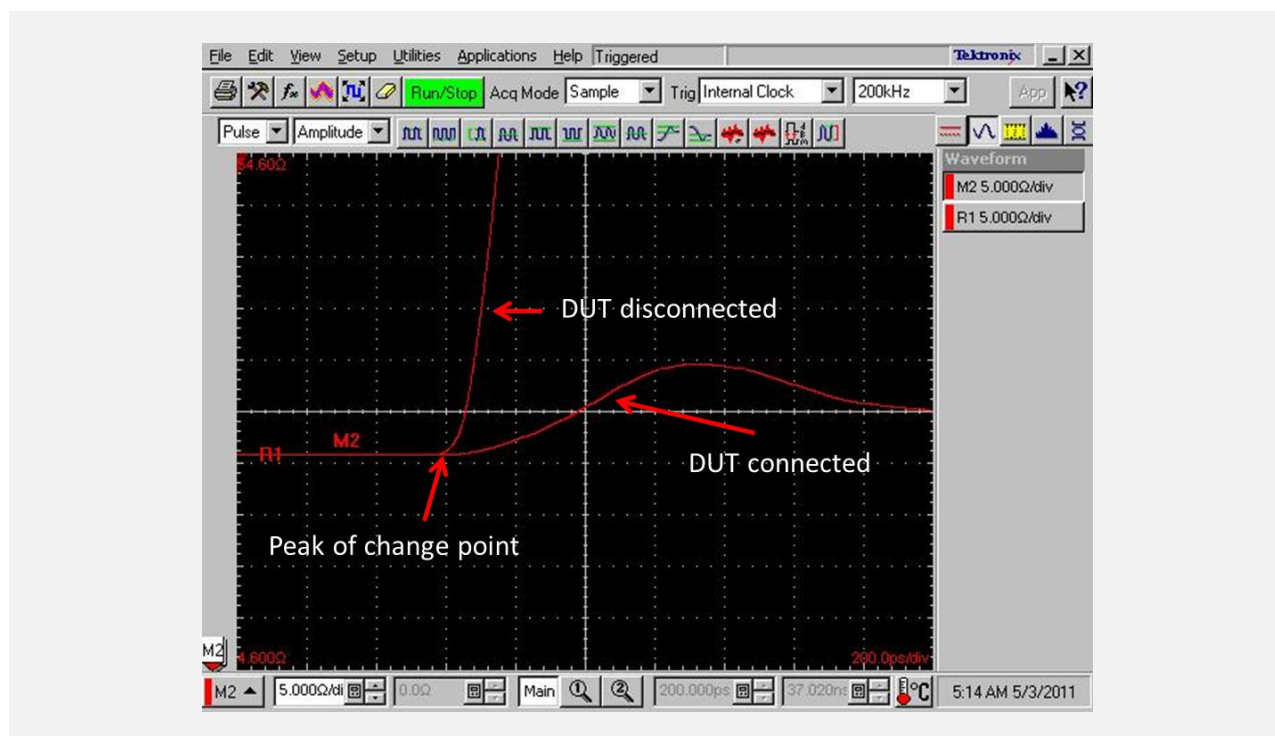 File Edit View Setup Utilities Applications Help Triggered Tektronix
Run/Stop Acq Mode Sample Trig Internal Clock 200kHz App
Pulse Amplitude
54.60Ω
Waveform
M2 5.000Ω/div
R1 5.000Ω/div
DUT disconnected
M2
R1
DUT connected
Peak of change point
M2
4.600Ω 200.0ps/div
M2 5.000Ω/di 0.0Ω Main 1 2 200.000ps 37.020ns °C 5:14 AM 5/3/2011